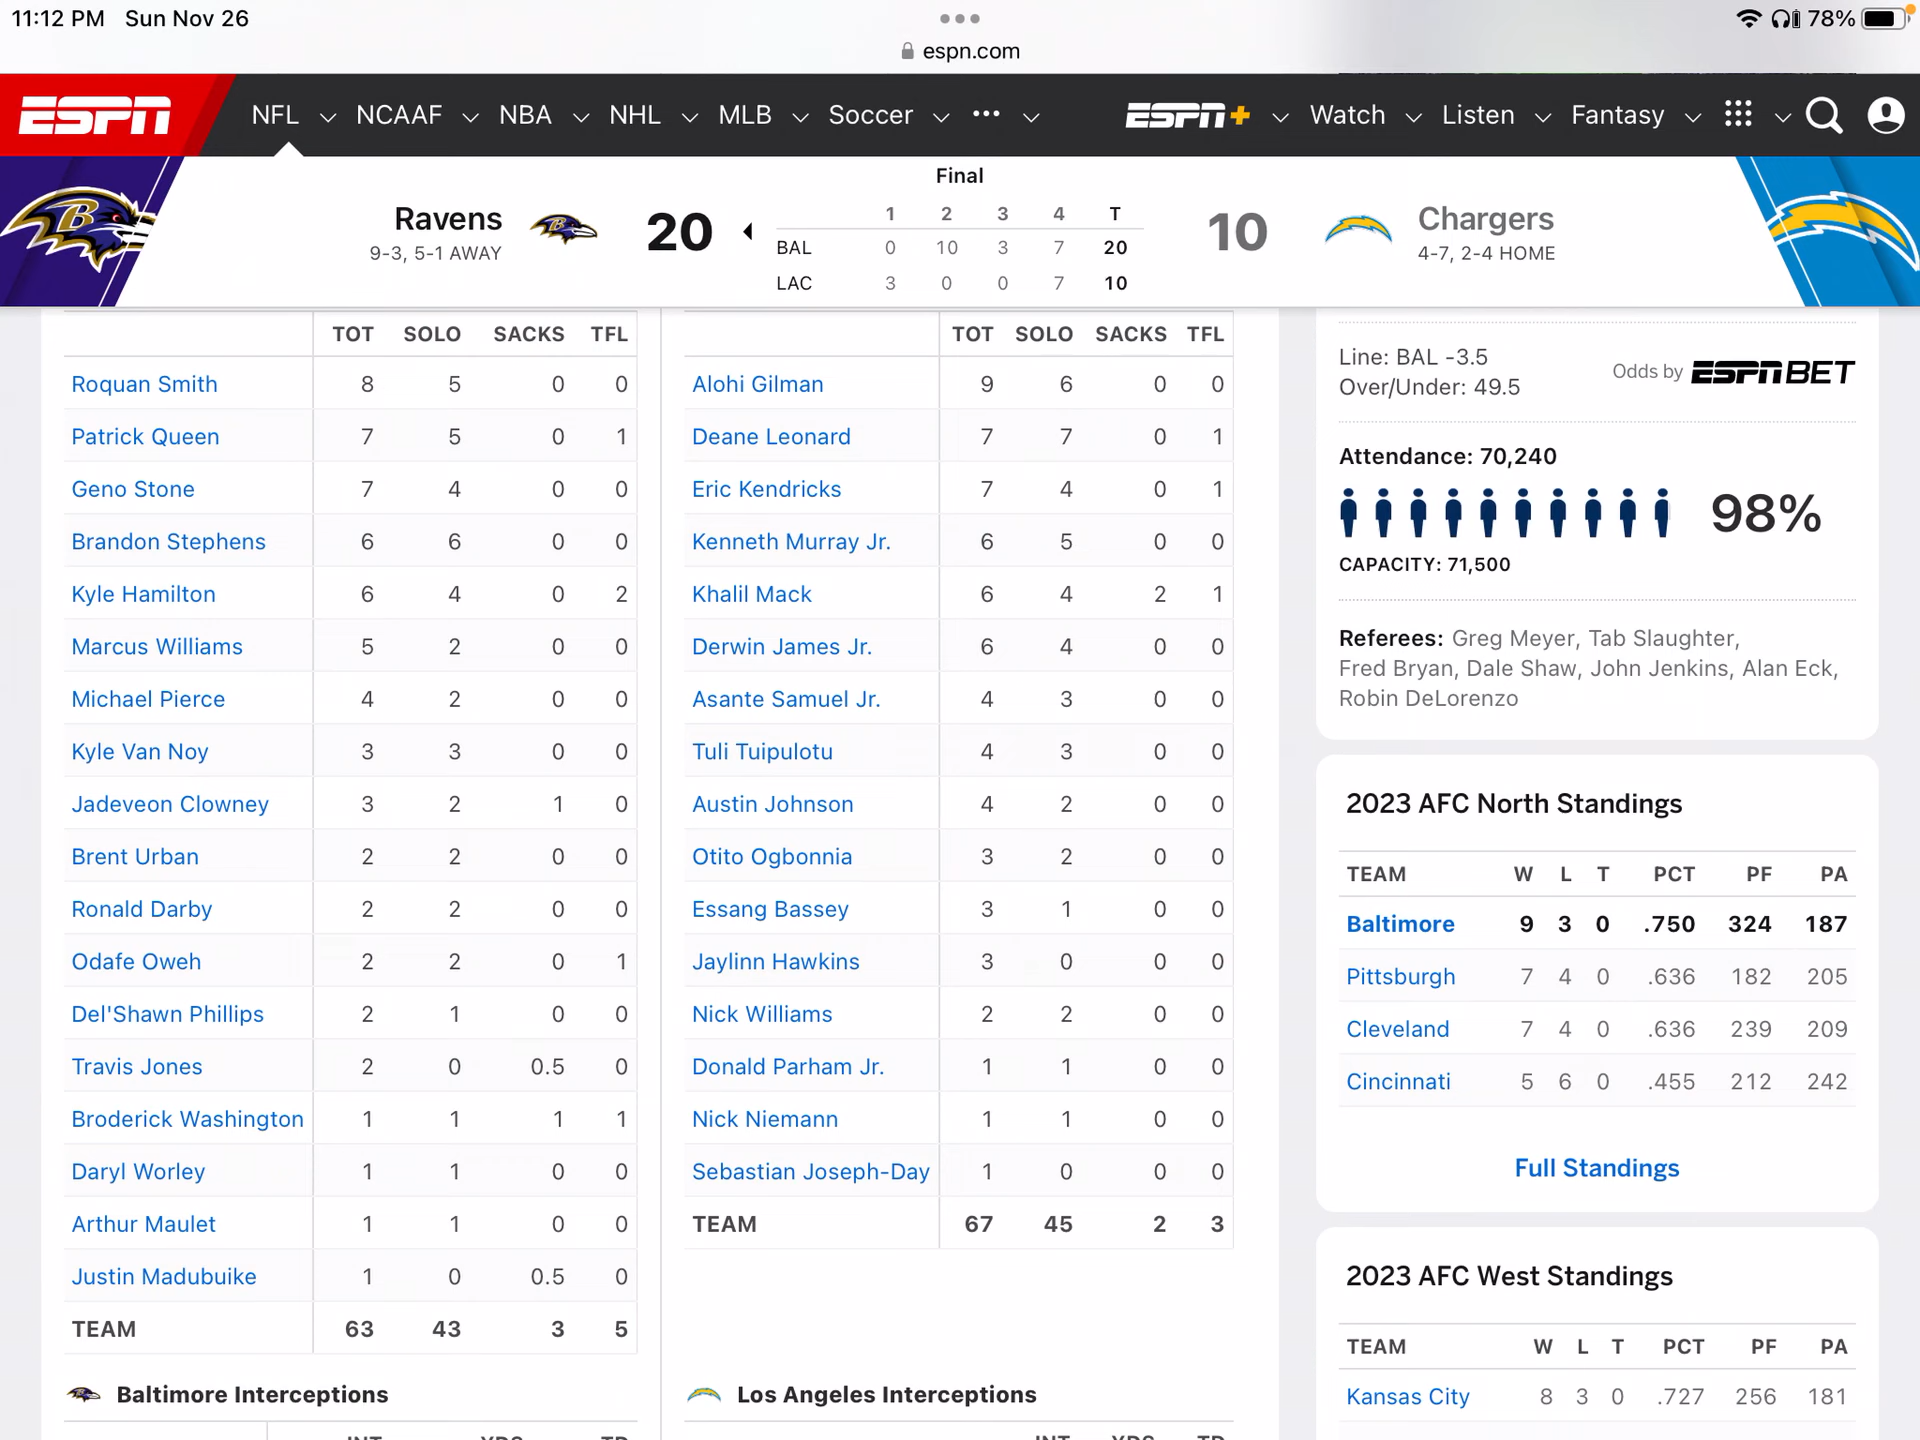 11:12 PM Sun Nov 26
78%
espn.com
ESPN NFL NCAAF NBA NHL MLB Soccer ESPN+ Watch Listen Fantasy
Final
Ravens 20
9-3, 5-1 AWAY
1 2 3 4 T
BAL 0 10 3 7 20
LAC 3 0 0 7 10
10 Chargers
4-7, 2-4 HOME
TOT SOLO SACKS TFL
Roquan Smith 8 5 0 0
Patrick Queen 7 5 0 1
Geno Stone 7 4 0 0
Brandon Stephens 6 6 0 0
Kyle Hamilton 6 4 0 2
Marcus Williams 5 2 0 0
Michael Pierce 4 2 0 0
Kyle Van Noy 3 3 0 0
Jadeveon Clowney 3 2 1 0
Brent Urban 2 2 0 0
Ronald Darby 2 2 0 0
Odafe Oweh 2 2 0 1
Del'Shawn Phillips 2 1 0 0
Travis Jones 2 0 0.5 0
Broderick Washington 1 1 1 1
Daryl Worley 1 1 0 0
Arthur Maulet 1 1 0 0
Justin Madubuike 1 0 0.5 0
TEAM 63 43 3 5
Baltimore Interceptions
TOT SOLO SACKS TFL
Alohi Gilman 9 6 0 0
Deane Leonard 7 7 0 1
Eric Kendricks 7 4 0 1
Kenneth Murray Jr. 6 5 0 0
Khalil Mack 6 4 2 1
Derwin James Jr. 6 4 0 0
Asante Samuel Jr. 4 3 0 0
Tuli Tuipulotu 4 3 0 0
Austin Johnson 4 2 0 0
Otito Ogbonnia 3 2 0 0
Essang Bassey 3 1 0 0
Jaylinn Hawkins 3 0 0 0
Nick Williams 2 2 0 0
Donald Parham Jr. 1 1 0 0
Nick Niemann 1 1 0 0
Sebastian Joseph-Day 1 0 0 0
TEAM 67 45 2 3
Los Angeles Interceptions
Line: BAL -3.5
Over/Under: 49.5
Odds by ESPN BET
Attendance: 70,240
98%
CAPACITY: 71,500
Referees: Greg Meyer, Tab Slaughter,
Fred Bryan, Dale Shaw, John Jenkins, Alan Eck,
Robin DeLorenzo
2023 AFC North Standings
TEAM W L T PCT PF PA
Baltimore 9 3 0 .750 324 187
Pittsburgh 7 4 0 .636 182 205
Cleveland 7 4 0 .636 239 209
Cincinnati 5 6 0 .455 212 242
Full Standings
2023 AFC West Standings
TEAM W L T PCT PF PA
Kansas City 8 3 0 .727 256 181